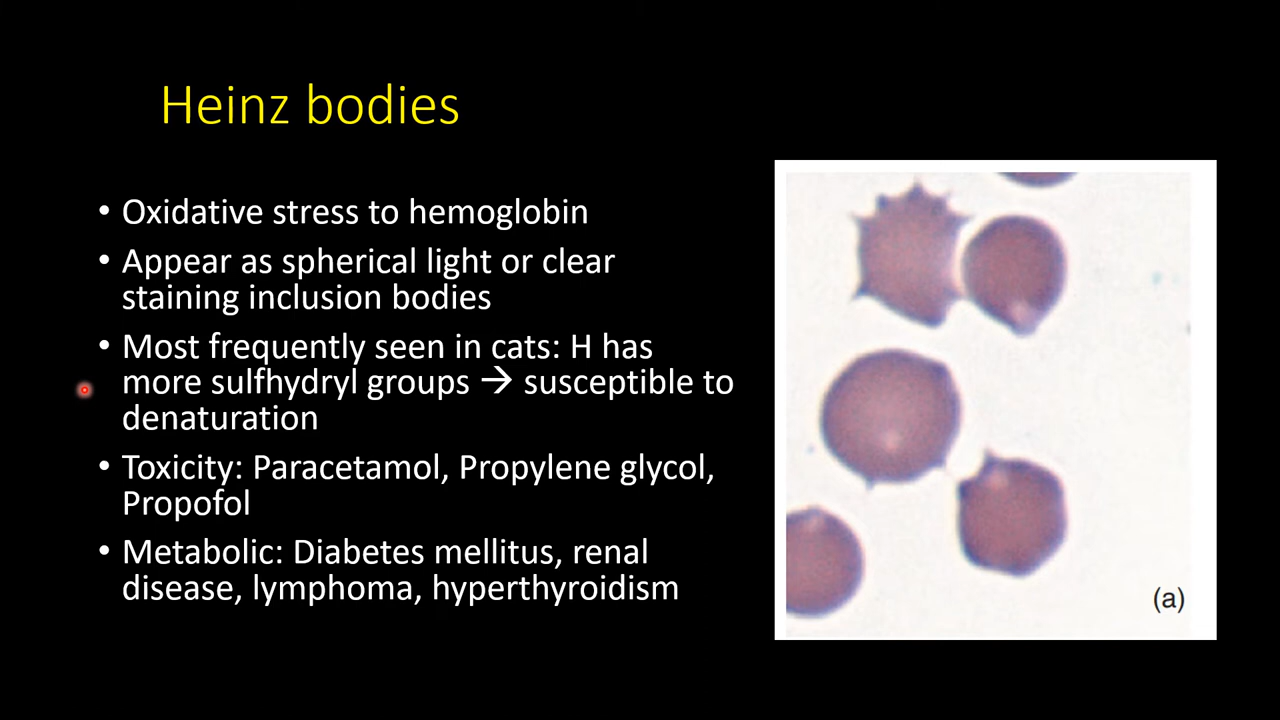 Heinz bodies
• Oxidative stress to hemoglobin
• Appear as spherical light or clear
staining inclusion bodies
• Most frequently seen in cats: H has
more sulfhydryl groups → susceptible to
denaturation
• Toxicity: Paracetamol, Propylene glycol,
Propofol
• Metabolic: Diabetes mellitus, renal
disease, lymphoma, hyperthyroidism
(a)